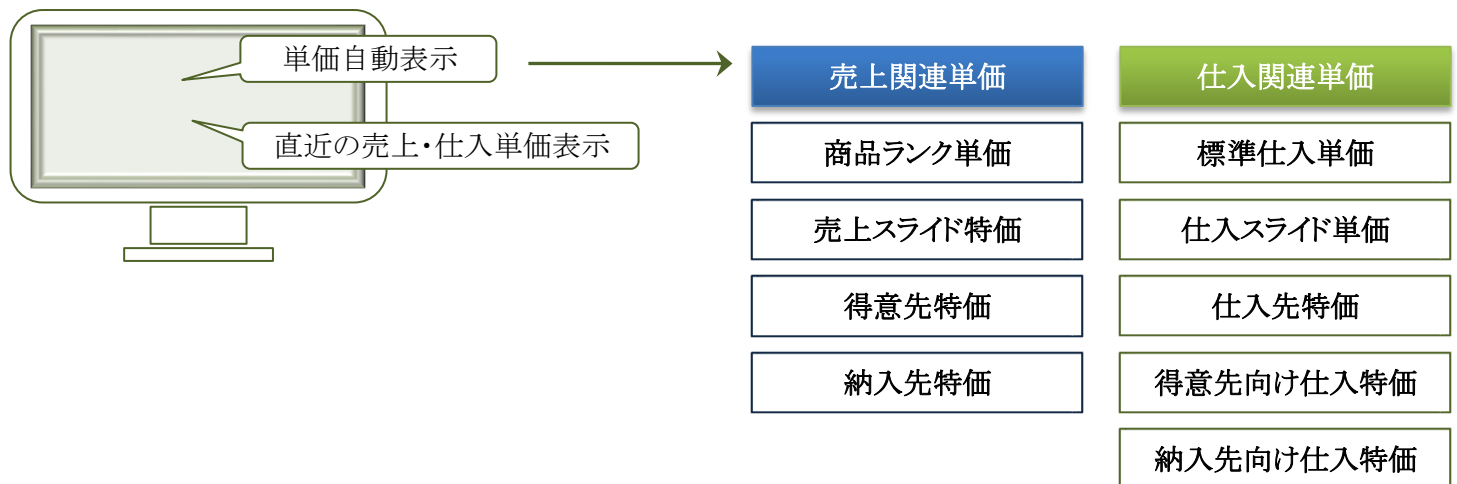 単価自動表示
直近の売上・仕入単価表示
売上関連単価
商品ランク単価
売上スライド特価
得意先特価
納入先特価
仕入関連単価
標準仕入単価
仕入スライド単価
仕入先特価
得意先向け仕入特価
納入先向け仕入特価